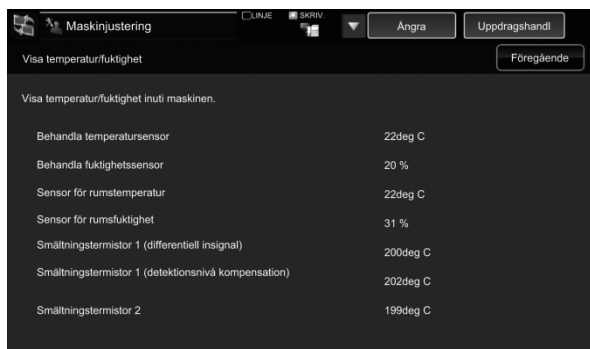 Maskinjustering
LINJE
SKRIV.
Ångra
Uppdragshandl
Visa temperatur/fuktighet
Föregående
Visa temperatur/fuktighet inuti maskinen.
Behandla temperatursensor 22deg C
Behandla fuktighetssensor 20 %
Sensor för rumstemperatur 22deg C
Sensor för rumsfuktighet 31 %
Smältningstermistor 1 (differentiell insignal) 200deg C
Smältningstermistor 1 (detektionsnivå kompensation) 202deg C
Smältningstermistor 2 199deg C